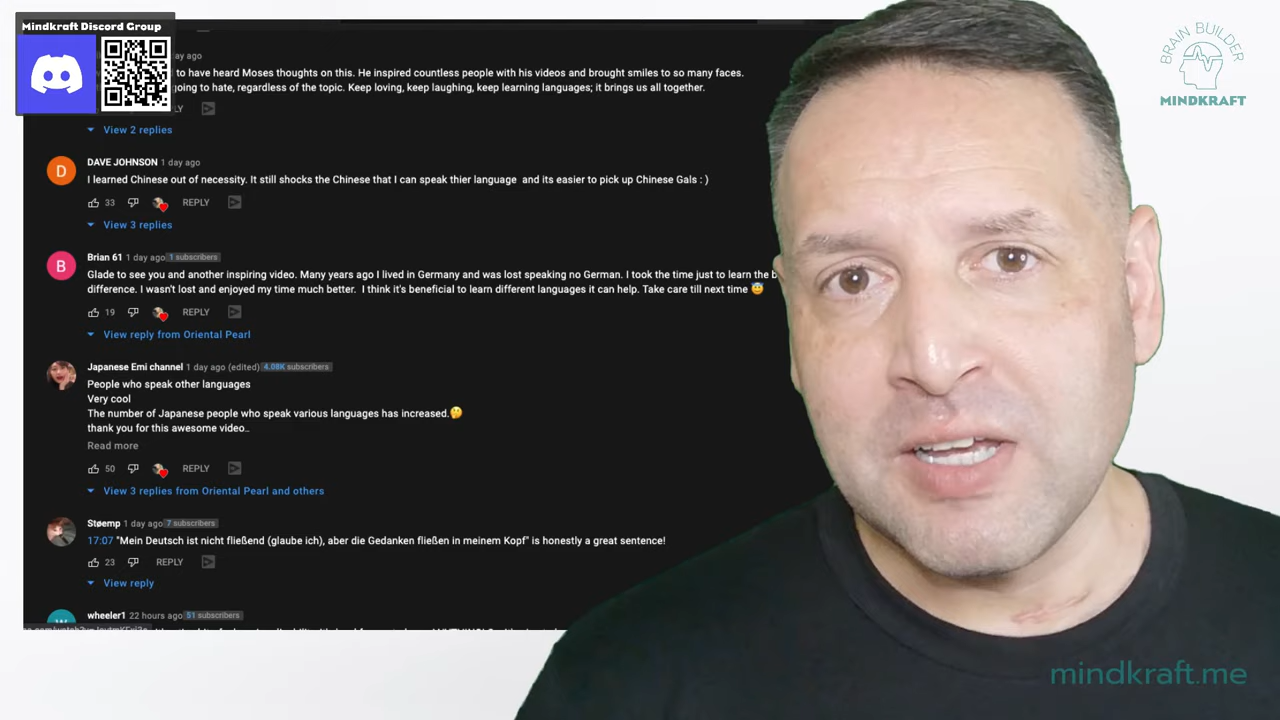 Mindkraft Discord Group
BRAIN BUILDER
MINDKRAFT
day ago
to have heard Moses thoughts on this. He inspired countless people with his videos and brought smiles to so many faces.
going to hate, regardless of the topic. Keep loving, keep laughing, keep learning languages; it brings us all together.
View 2 replies
DAVE JOHNSON 1 day ago
I learned Chinese out of necessity. It still shocks the Chinese that I can speak thier language and its easier to pick up Chinese Gals : )
33 REPLY
View 3 replies
Brian 61 1 day ago 1 subscribers
Glade to see you and another inspiring video. Many years ago I lived in Germany and was lost speaking no German. I took the time just to learn the b
difference. I wasn't lost and enjoyed my time much better. I think it's beneficial to learn different languages it can help. Take care till next time 😇
19 REPLY
View reply from Oriental Pearl
Japanese Emi channel 1 day ago (edited) 4.08K subscribers
People who speak other languages
Very cool
The number of Japanese people who speak various languages has increased.🤔
thank you for this awesome video..
Read more
50 REPLY
View 3 replies from Oriental Pearl and others
Støemp 1 day ago 7 subscribers
17:07 "Mein Deutsch ist nicht fließend (glaube ich), aber die Gedanken fließen in meinem Kopf" is honestly a great sentence!
23 REPLY
View reply
wheeler1 22 hours ago 51 subscribers
mindkraft.me